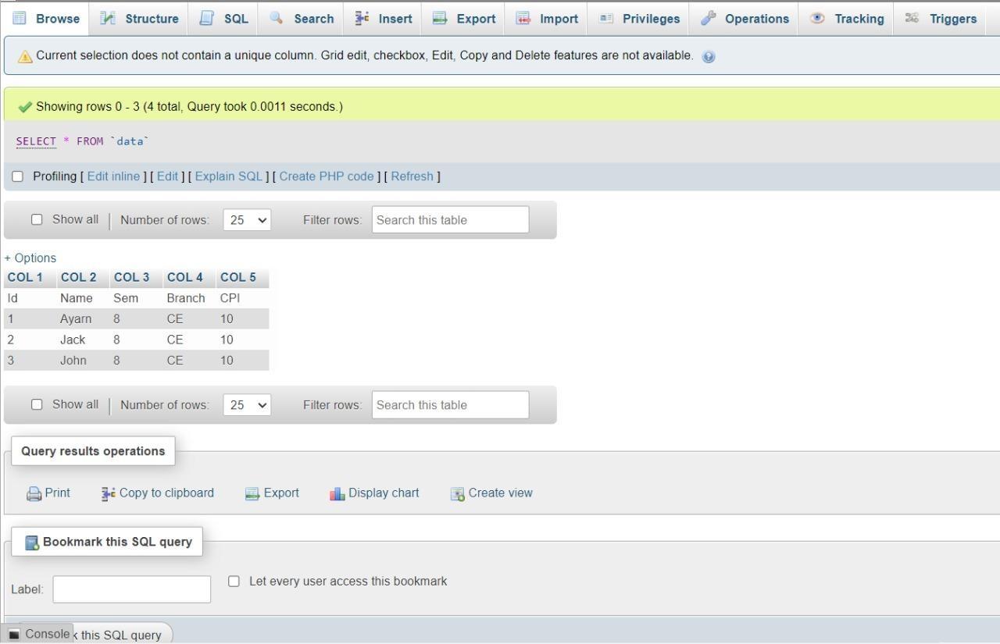 Browse Structure SQL Search Insert Export Import Privileges Operations Tracking Triggers
Current selection does not contain a unique column. Grid edit, checkbox, Edit, Copy and Delete features are not available.
Showing rows 0 - 3 (4 total, Query took 0.0011 seconds.)
SELECT * FROM `data`
Profiling [ Edit inline ] [ Edit ] [ Explain SQL ] [ Create PHP code ] [ Refresh ]
Show all | Number of rows: 25 Filter rows: Search this table
+ Options
COL 1 COL 2 COL 3 COL 4 COL 5
Id Name Sem Branch CPI
1 Ayarn 8 CE 10
2 Jack 8 CE 10
3 John 8 CE 10
Show all | Number of rows: 25 Filter rows: Search this table
Query results operations
Print Copy to clipboard Export Display chart Create view
Bookmark this SQL query
Label: Let every user access this bookmark
Console k this SQL query